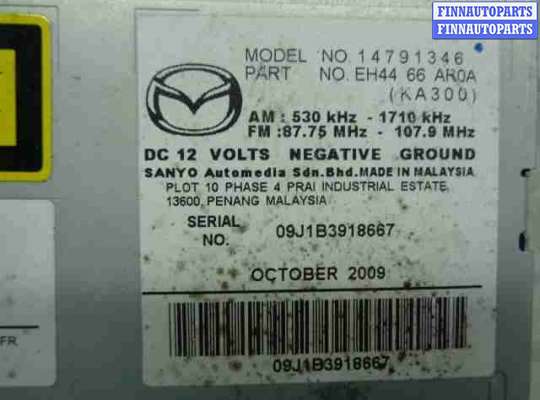 FINNAUTOPARTS
FINNAUTOPARTS
FINNAUTOPARTS
MODEL NO. 14791346
PART NO. EH44 66 AR0A
(KA300)
AM : 530 kHz - 1710 kHz
FM : 87.75 MHz - 107.9 MHz
DC 12 VOLTS NEGATIVE GROUND
SANYO Automedia Sdn.Bhd. MADE IN MALAYSIA
PLOT 10 PHASE 4 PRAI INDUSTRIAL ESTATE,
13600, PENANG MALAYSIA
SERIAL NO. 09J1B3918667
OCTOBER 2009
09J1B3918667
FR